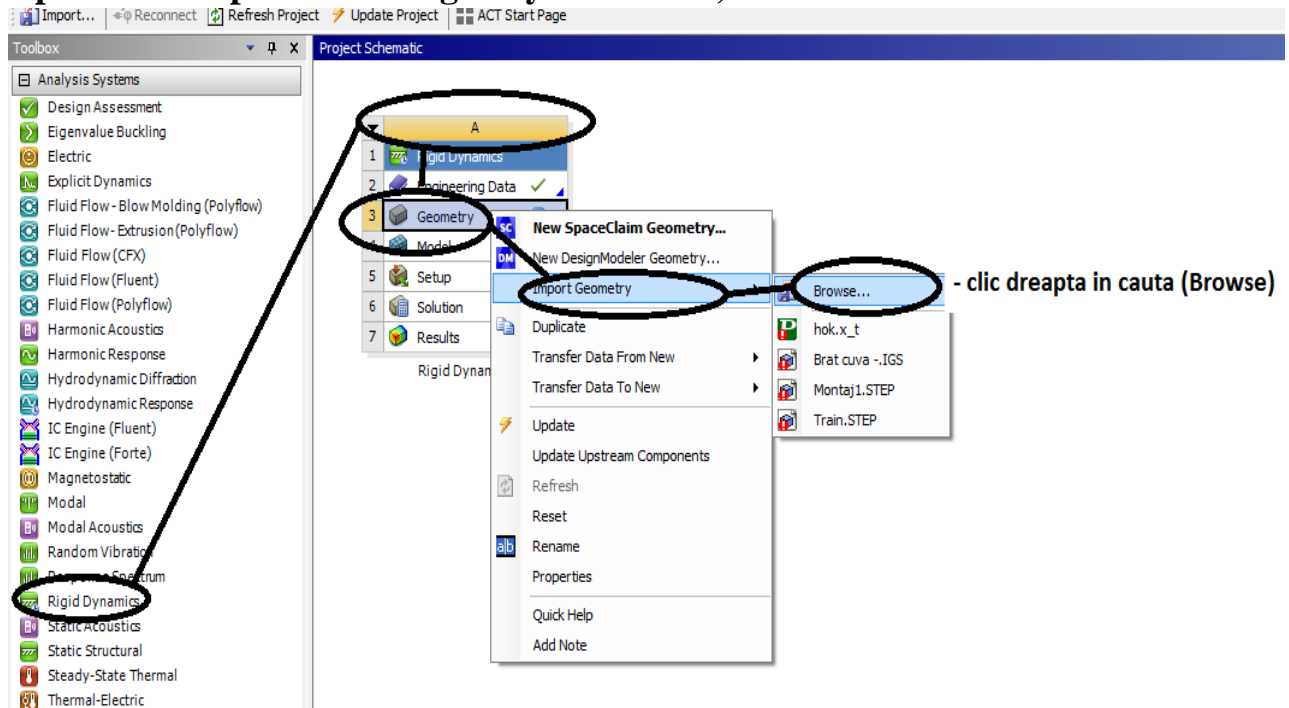 Import... Reconnect Refresh Project Update Project ACT Start Page
Toolbox
Project Schematic
Analysis Systems
Design Assessment
Eigenvalue Buckling
Electric
Explicit Dynamics
Fluid Flow - Blow Molding (Polyflow)
Fluid Flow - Extrusion (Polyflow)
Fluid Flow (CFX)
Fluid Flow (Fluent)
Fluid Flow (Polyflow)
Harmonic Acoustics
Harmonic Response
Hydrodynamic Diffraction
Hydrodynamic Response
IC Engine (Fluent)
IC Engine (Forte)
Magnetostatic
Modal
Modal Acoustics
Random Vibration
Response Spectrum
Rigid Dynamics
Static Acoustics
Static Structural
Steady-State Thermal
Thermal-Electric
A
1 Rigid Dynamics
2 Engineering Data
3 Geometry
4 Model
5 Setup
6 Solution
7 Results
Rigid Dynam
New SpaceClaim Geometry...
New DesignModeler Geometry...
Import Geometry
Duplicate
Transfer Data From New
Transfer Data To New
Update
Update Upstream Components
Refresh
Reset
Rename
Properties
Quick Help
Add Note
Browse...
hok.x_t
Brat cuva -.IGS
Montaj1.STEP
Train.STEP
- clic dreapta in cauta (Browse)